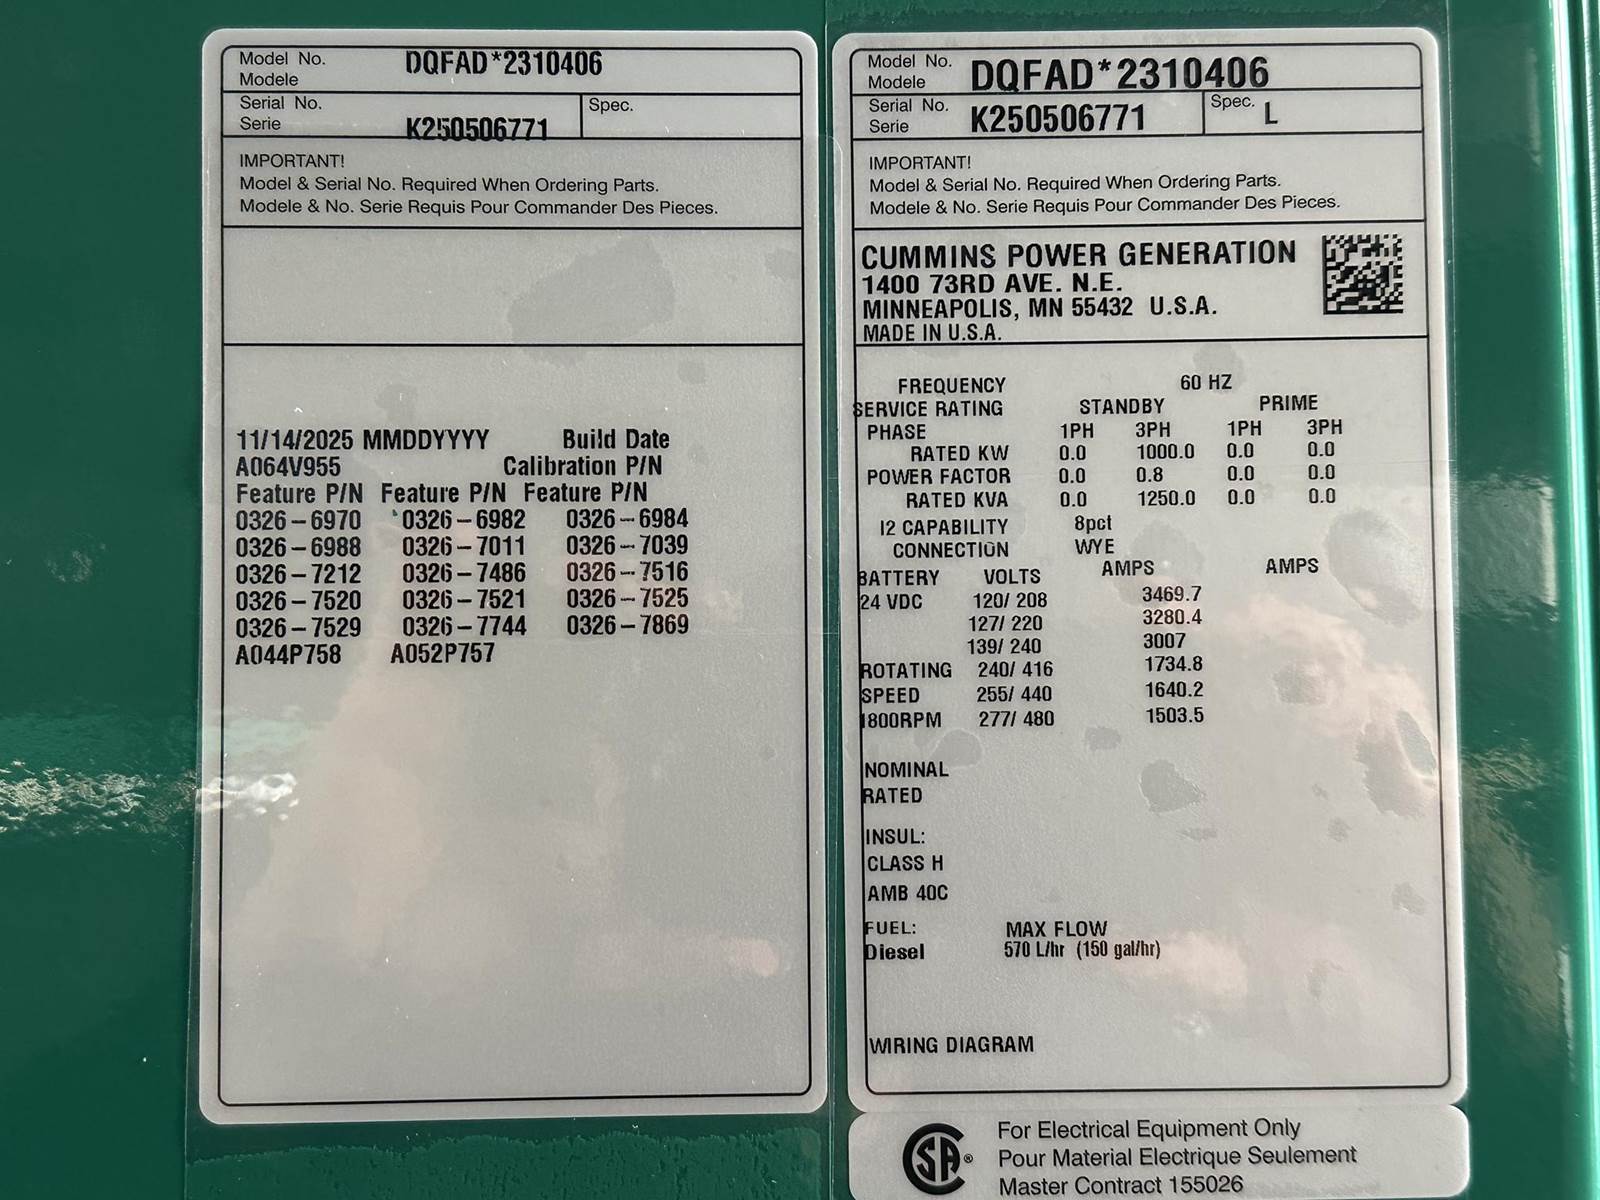 Model No. DQFAD*2310406
Modele
Serial No. K250506771 Spec.
Serie
IMPORTANT!
Model & Serial No. Required When Ordering Parts.
Modele & No. Serie Requis Pour Commander Des Pieces.
11/14/2025 MMDDYYYY Build Date
A064V955 Calibration P/N
Feature P/N Feature P/N Feature P/N
0326-6970 0326-6982 0326-6984
0326-6988 0326-7011 0326-7039
0326-7212 0326-7486 0326-7516
0326-7520 0326-7521 0326-7525
0326-7529 0326-7744 0326-7869
A044P758 A052P757
Model No. DQFAD*2310406
Modele
Serial No. K250506771 Spec. L
Serie
IMPORTANT!
Model & Serial No. Required When Ordering Parts.
Modele & No. Serie Requis Pour Commander Des Pieces.
CUMMINS POWER GENERATION
1400 73RD AVE. N.E.
MINNEAPOLIS, MN 55432 U.S.A.
MADE IN U.S.A.
FREQUENCY 60 HZ
SERVICE RATING STANDBY PRIME
PHASE 1PH 3PH 1PH 3PH
RATED KW 0.0 1000.0 0.0 0.0
POWER FACTOR 0.0 0.8 0.0 0.0
RATED KVA 0.0 1250.0 0.0 0.0
I2 CAPABILITY 8pct
CONNECTION WYE
BATTERY VOLTS AMPS AMPS
24 VDC 120/ 208 3469.7
127/ 220 3280.4
139/ 240 3007
ROTATING 240/ 416 1734.8
SPEED 255/ 440 1640.2
1800RPM 277/ 480 1503.5
NOMINAL
RATED
INSUL:
CLASS H
AMB 40C
FUEL: MAX FLOW
Diesel 570 L/hr (150 gal/hr)
WIRING DIAGRAM
CSA®
For Electrical Equipment Only
Pour Material Electrique Seulement
Master Contract 155026